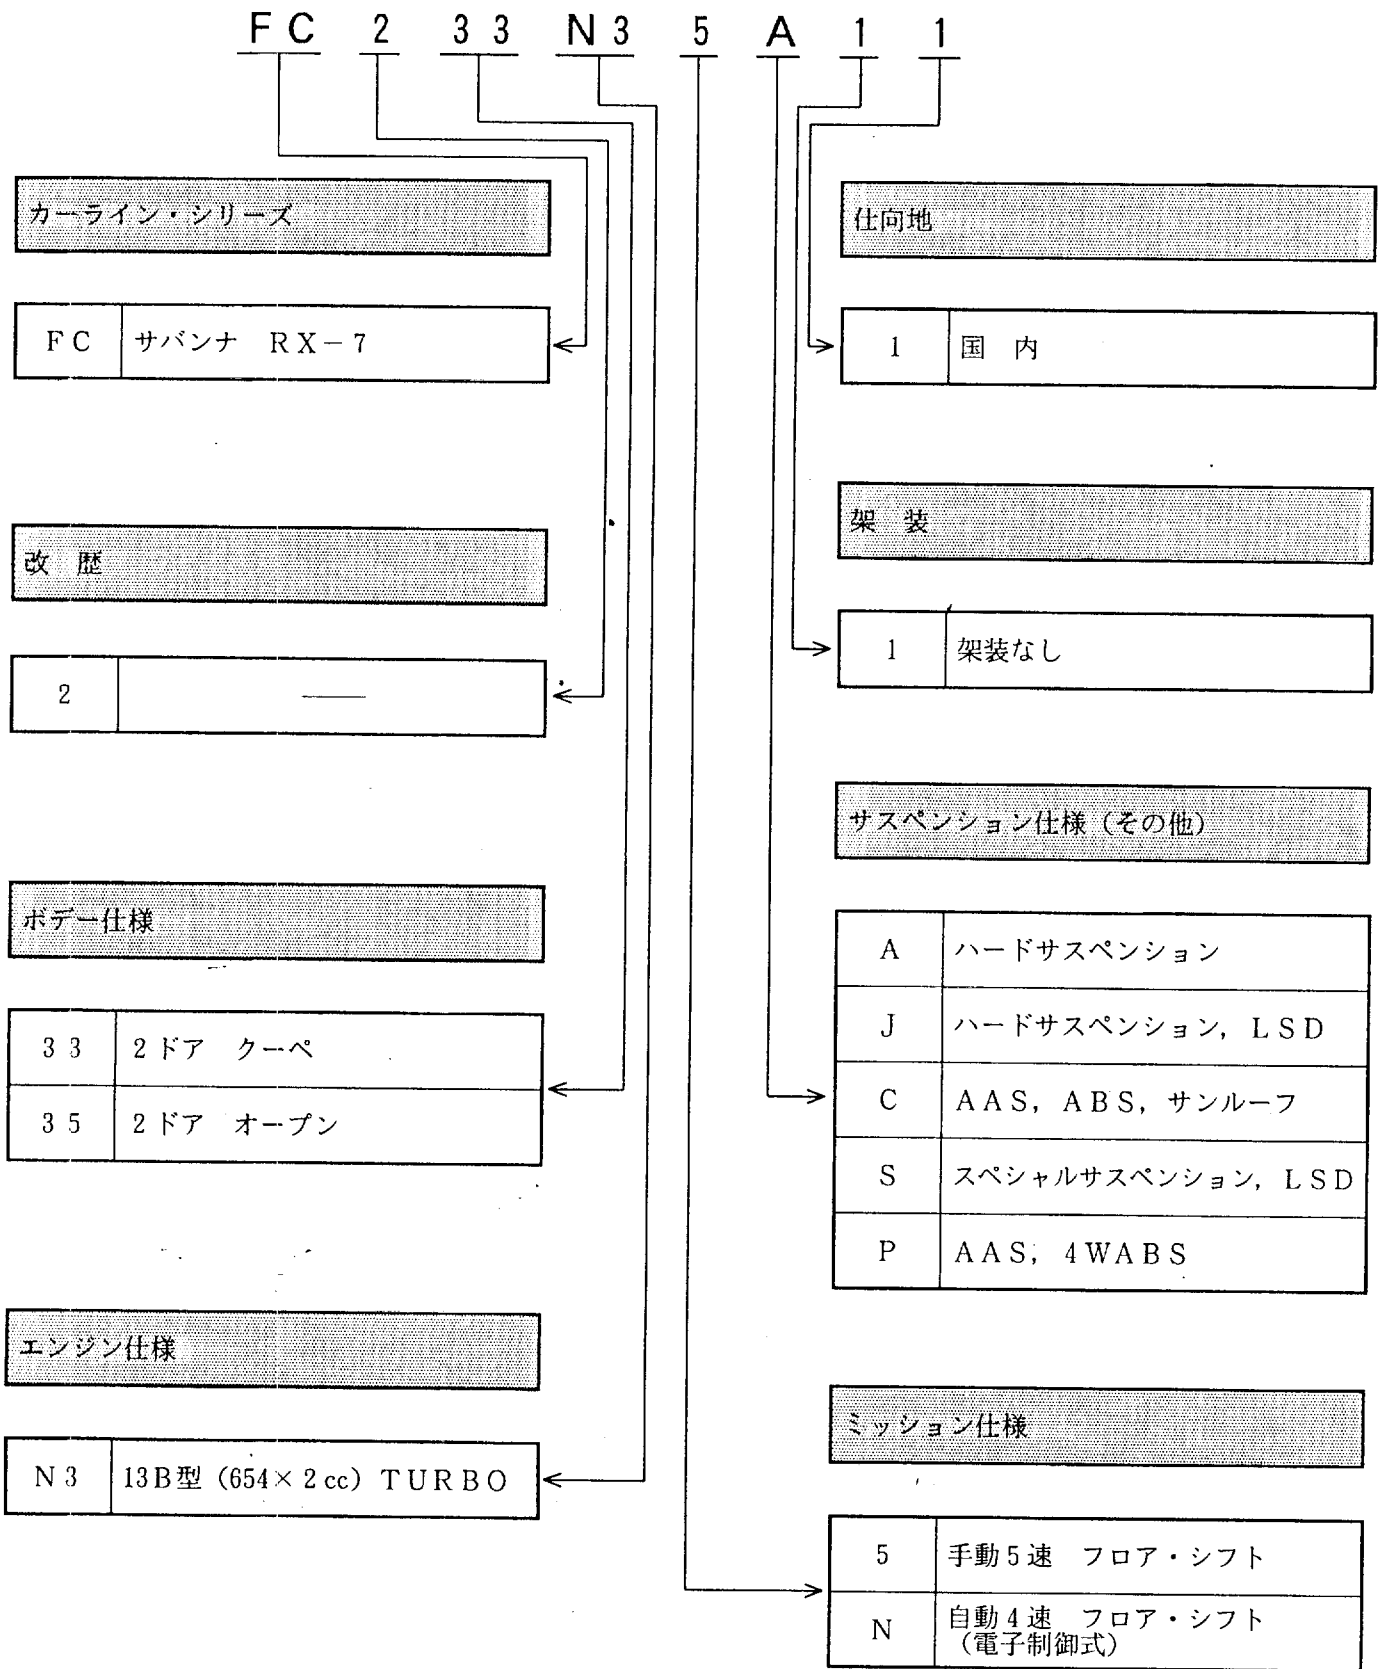 FC 2 33 N3 5 A 1 1
カーライン・シリーズ
FC サバンナ RX-7
改 歴
2 ——
ボデー仕様
33 2ドア クーペ
35 2ドア オープン
エンジン仕様
N3 13B型 (654×2cc) TURBO
仕向地
1 国 内
架 装
1 架装なし
サスペンション仕様 (その他)
A ハードサスペンション
J ハードサスペンション, LSD
C AAS, ABS, サンルーフ
S スペシャルサスペンション, LSD
P AAS, 4WABS
ミッション仕様
5 手動5速 フロア・シフト
N 自動4速 フロア・シフト
(電子制御式)